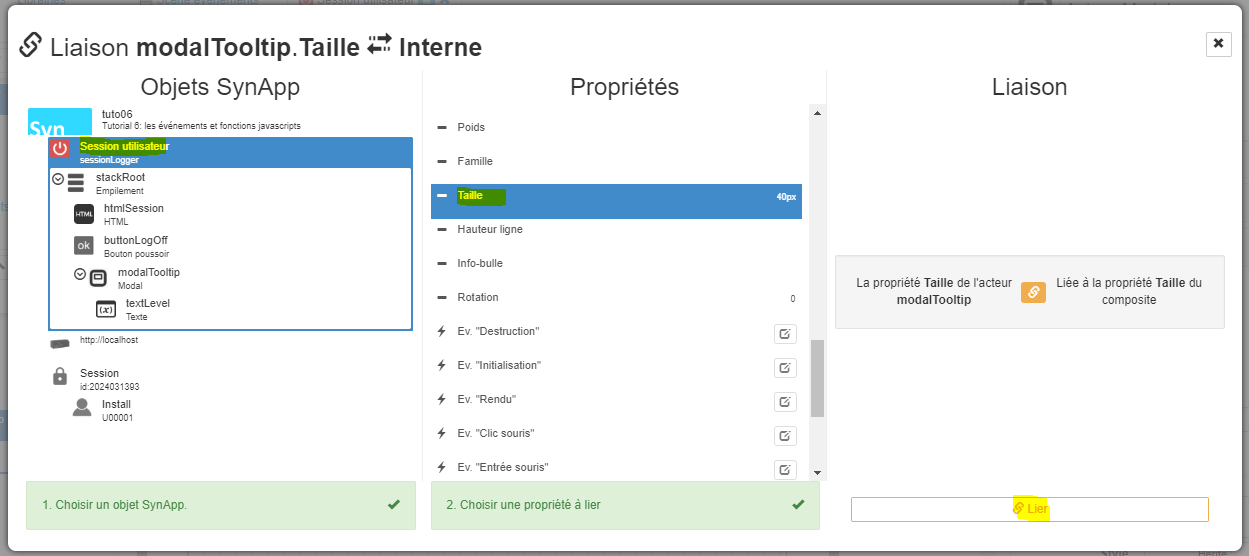 Liaison modalTooltip.Taille Interne
Objets SynApp
Syn
tuto06
Tutorial 6: les événements et fonctions javascripts
Session utilisateur
sessionLogger
stackRoot
Empilement
HTML
htmlSession
HTML
ok
buttonLogOff
Bouton poussoir
modalTooltip
Modal
(x)
textLevel
Texte
http://localhost
Session
id:2024031393
Install
U00001
1. Choisir un objet SynApp.
Propriétés
Poids
Famille
Taille 40px
Hauteur ligne
Info-bulle
Rotation 0
Ev. "Destruction"
Ev. "Initialisation"
Ev. "Rendu"
Ev. "Clic souris"
Ev. "Entrée souris"
2. Choisir une propriété à lier
Liaison
La propriété Taille de l'acteur
modalTooltip
Liée à la propriété Taille du
composite
Lier